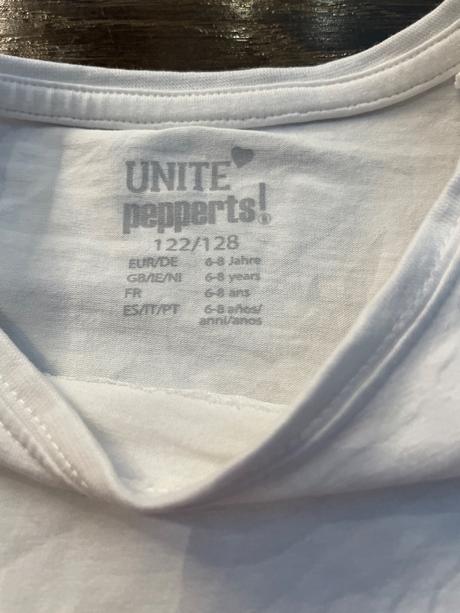 UNITE
pepperts!®
122/128
EUR/DE 6-8 Jahre
GB/IE/NI 6-8 years
FR 6-8 ans
ES/IT/PT 6-8 años/
anni/anos